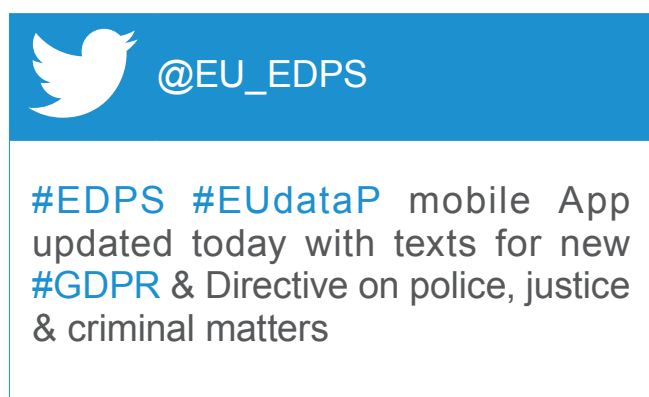 @EU_EDPS
#EDPS #EUdataP mobile App
updated today with texts for new
#GDPR & Directive on police, justice
& criminal matters